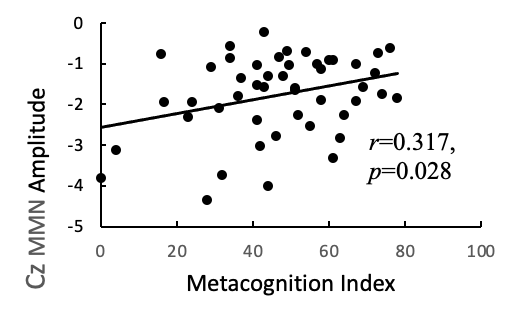 0
-1
-2
-3
-4
-5
Cz MMN Amplitude
r=0.317,
p=0.028
0 20 40 60 80 100
Metacognition Index